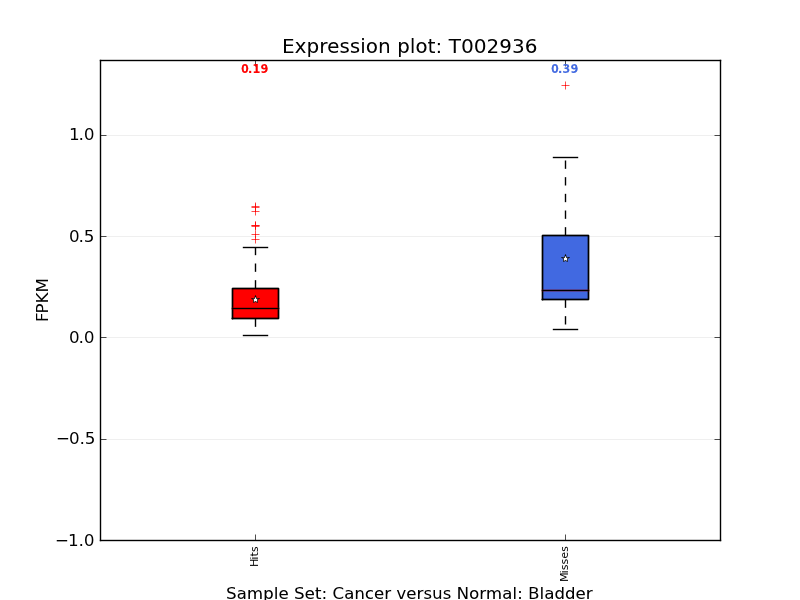 Expression plot: T002936
0.19
0.39
1.0
0.5
0.0
−0.5
−1.0
FPKM
Hits
Misses
Sample Set: Cancer versus Normal: Bladder